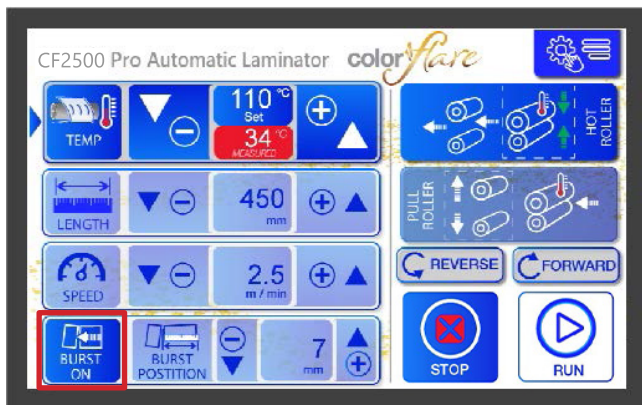 CF2500 Pro Automatic Laminator colorflare
TEMP
110 °C
Set
34 °C
MEASURED
HOT ROLLER
LENGTH
450
mm
PULL ROLLER
SPEED
2.5
m / min
REVERSE
FORWARD
BURST
ON
BURST
POSTITION
7
mm
STOP
RUN